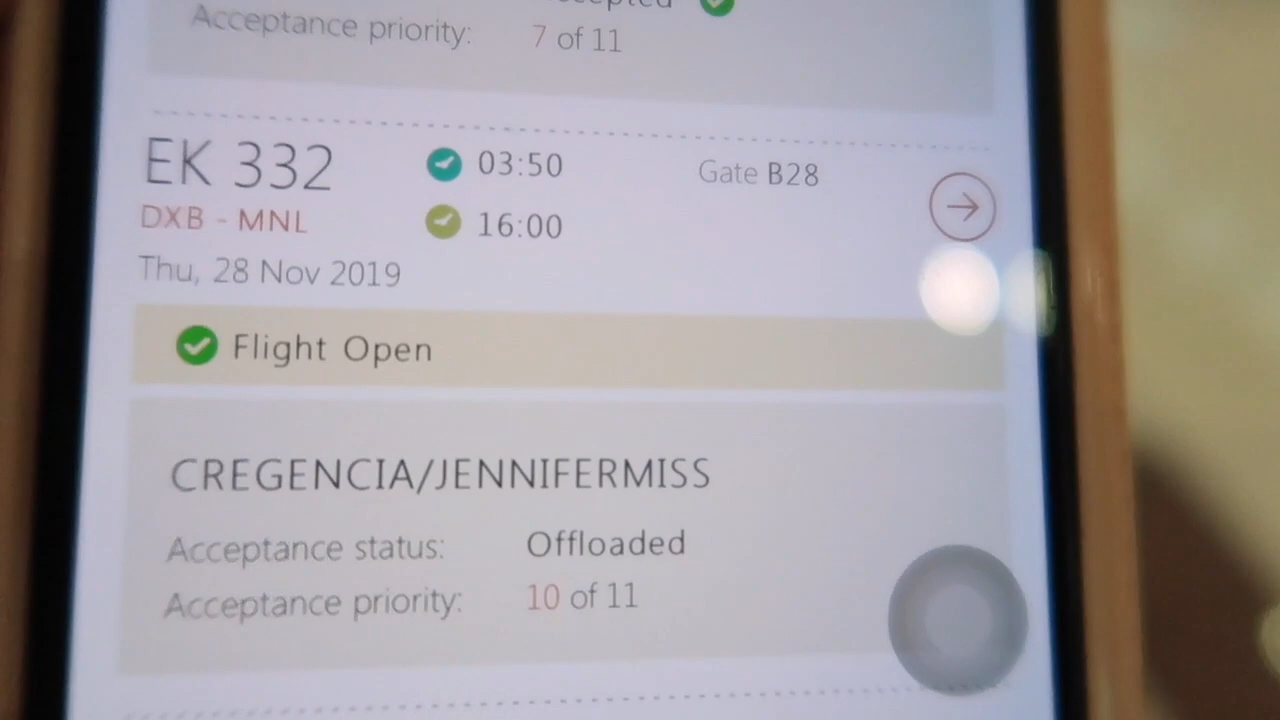 Acceptance priority: 7 of 11
EK 332 03:50 Gate B28
DXB - MNL 16:00
Thu, 28 Nov 2019
Flight Open
CREGENCIA/JENNIFERMISS
Acceptance status: Offloaded
Acceptance priority: 10 of 11